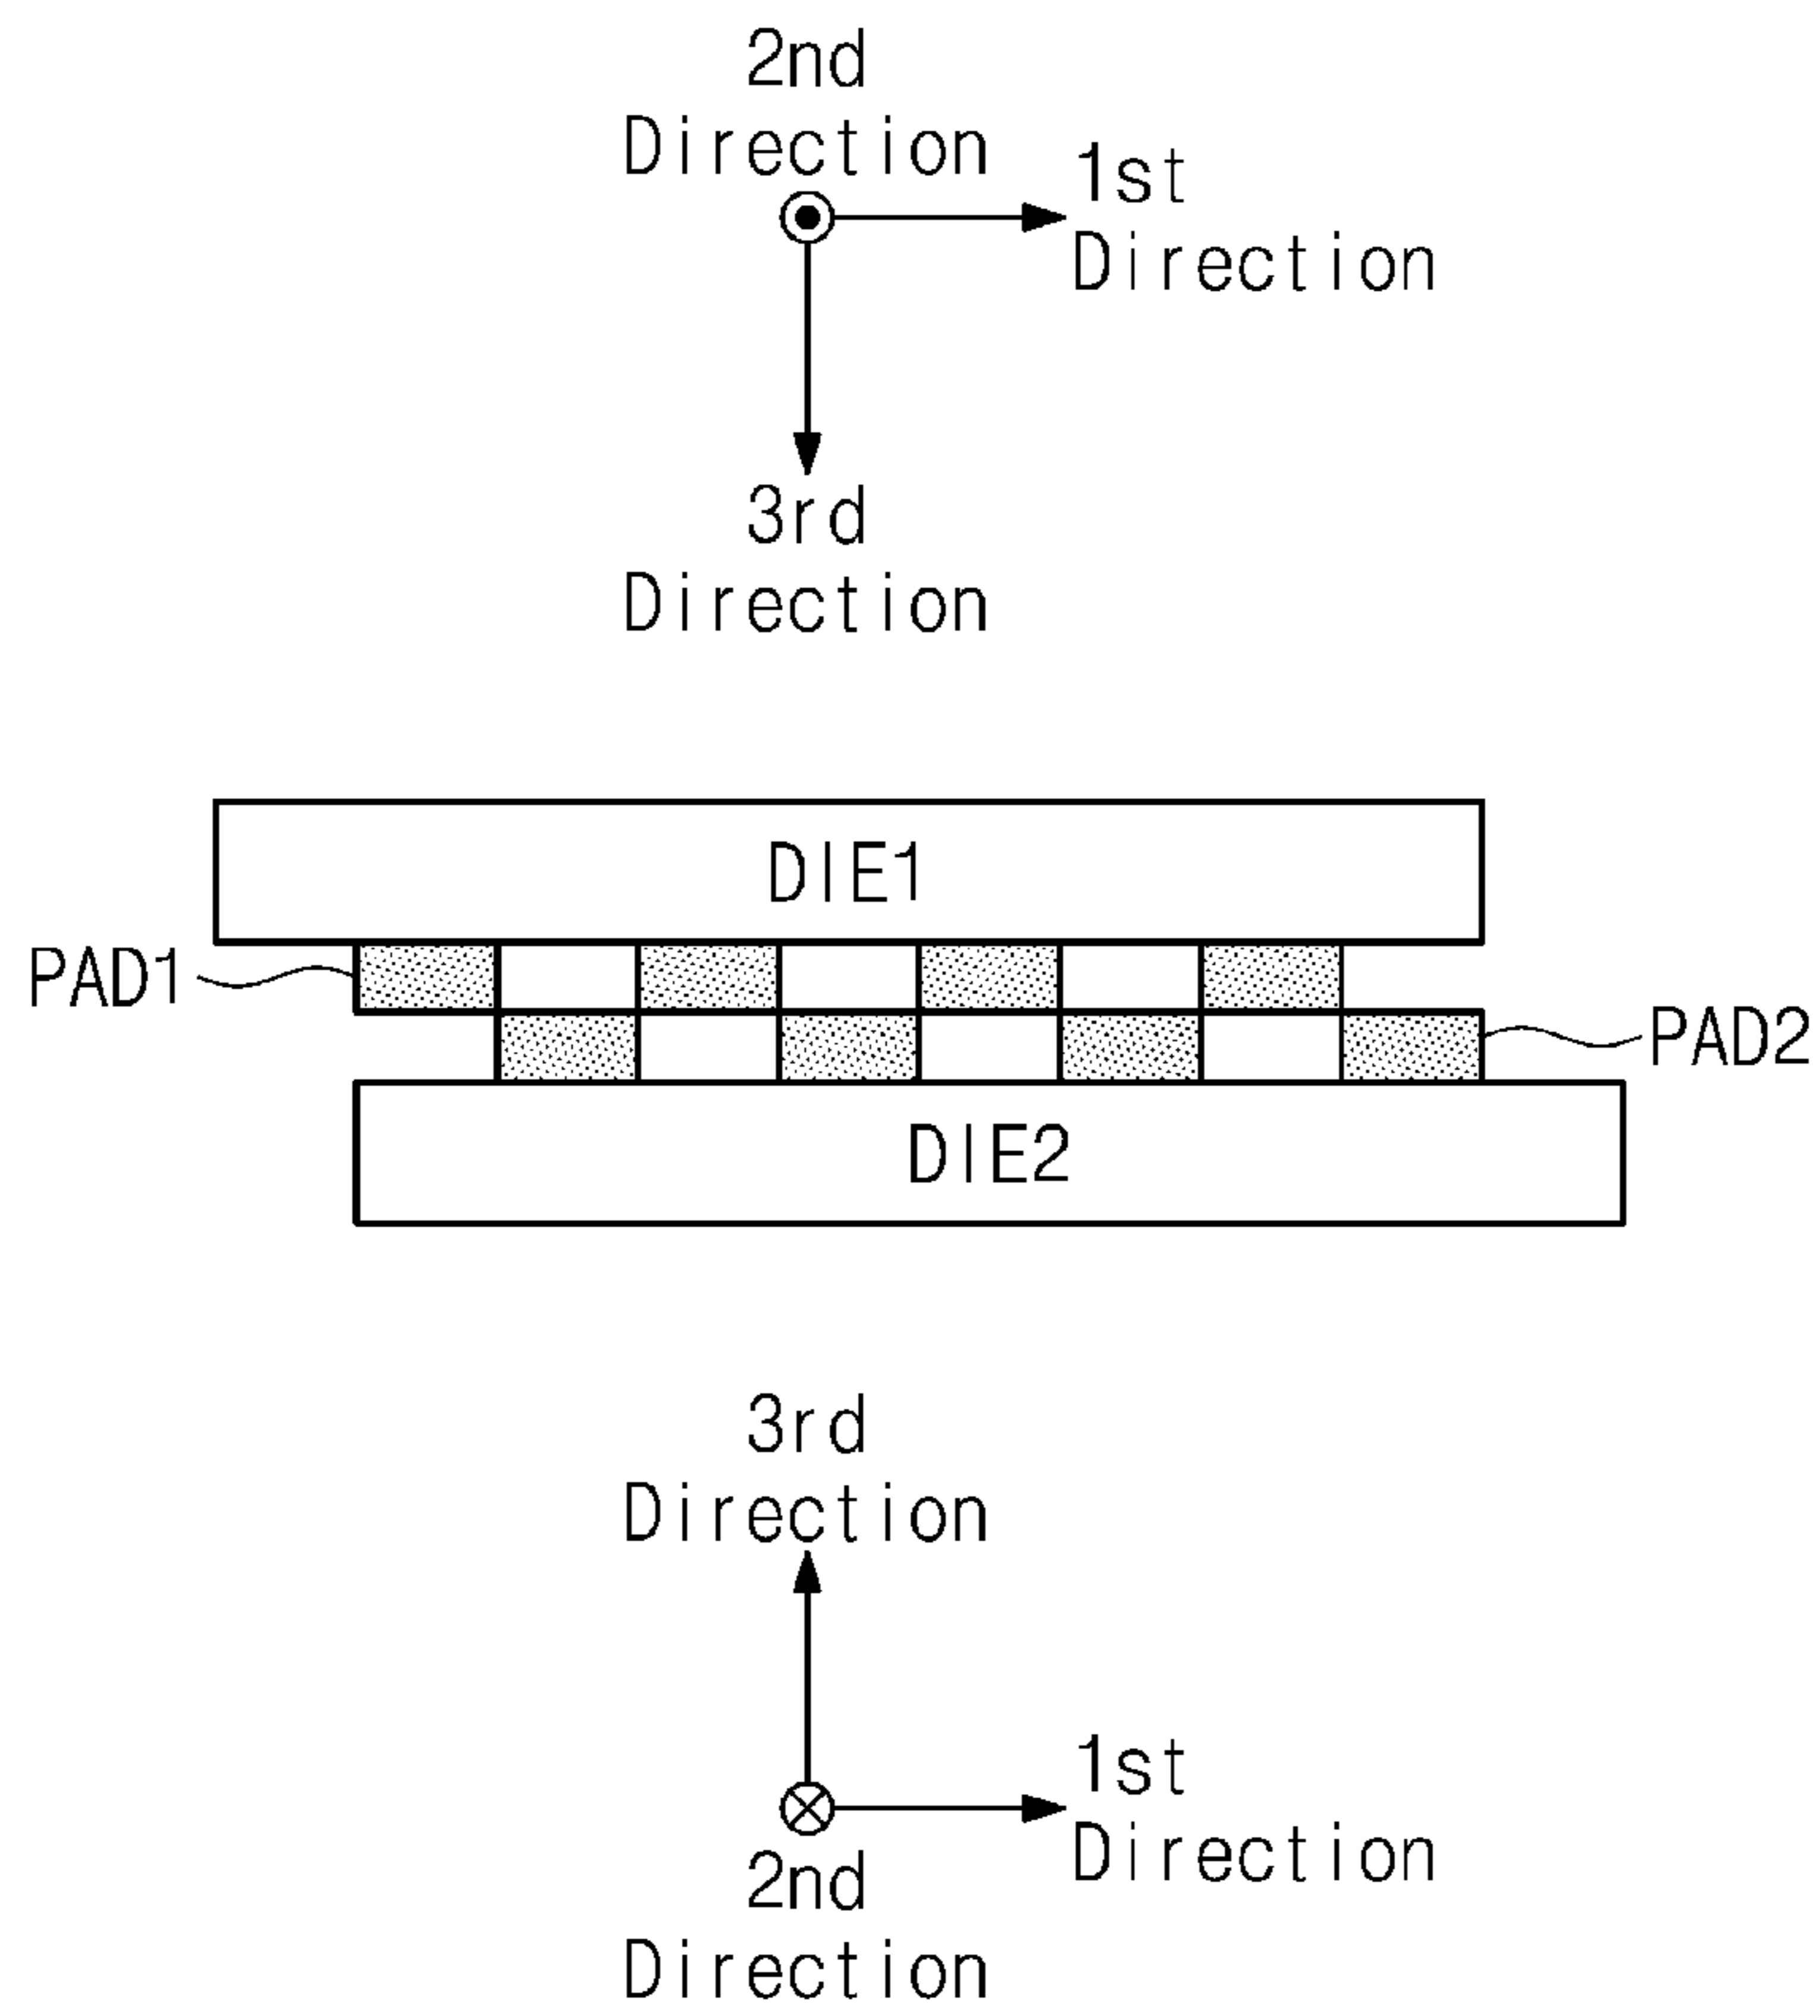 2nd
Direction
1st
Direction
3rd
Direction
DIE1
PAD1
PAD2
DIE2
3rd
Direction
1st
Direction
2nd
Direction